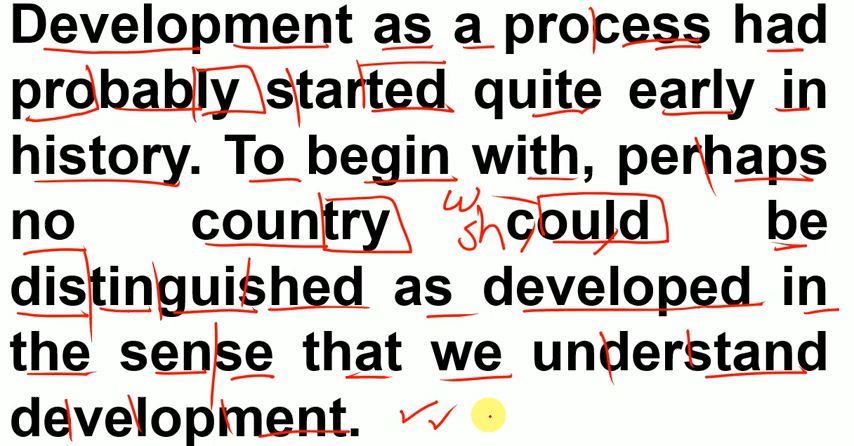 Development as a process had
probably started quite early in
history. To begin with, perhaps
w
no country sh, could be
distinguished as developed in
the sense that we understand
development.